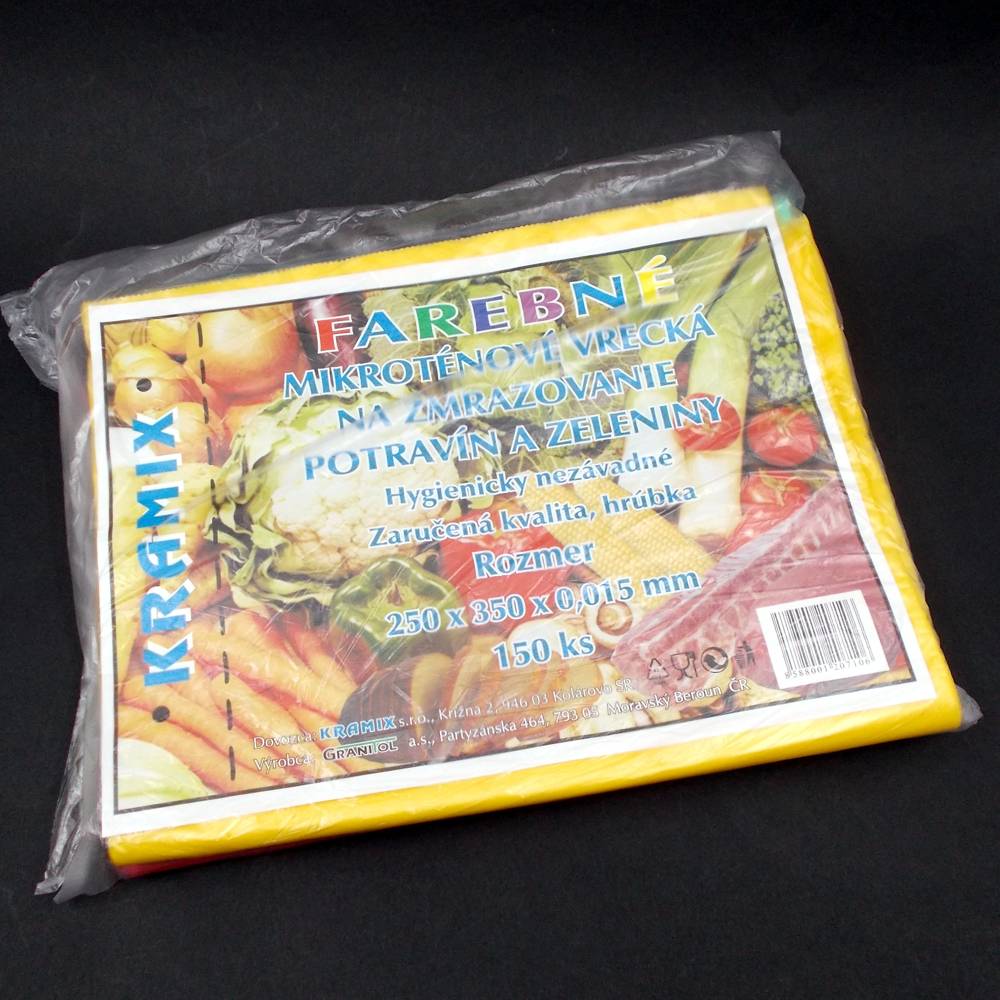 KRAMIX
FAREBNÉ
MIKROTÉNOVÉ VRECKÁ
NA ZMRAZOVANIE
POTRAVÍN A ZELENINY
Hygienicky nezávadné
Zaručená kvalita, hrúbka
Rozmer
250 x 350 x 0,015 mm
150 ks
Dovozca: KRAMIX s.r.o., Krížna 2, 946 03 Kolárovo SR
Výrobca: GRANITOL a.s., Partyzánska 464, 793 05 Moravský Beroun, ČR
8588001207106